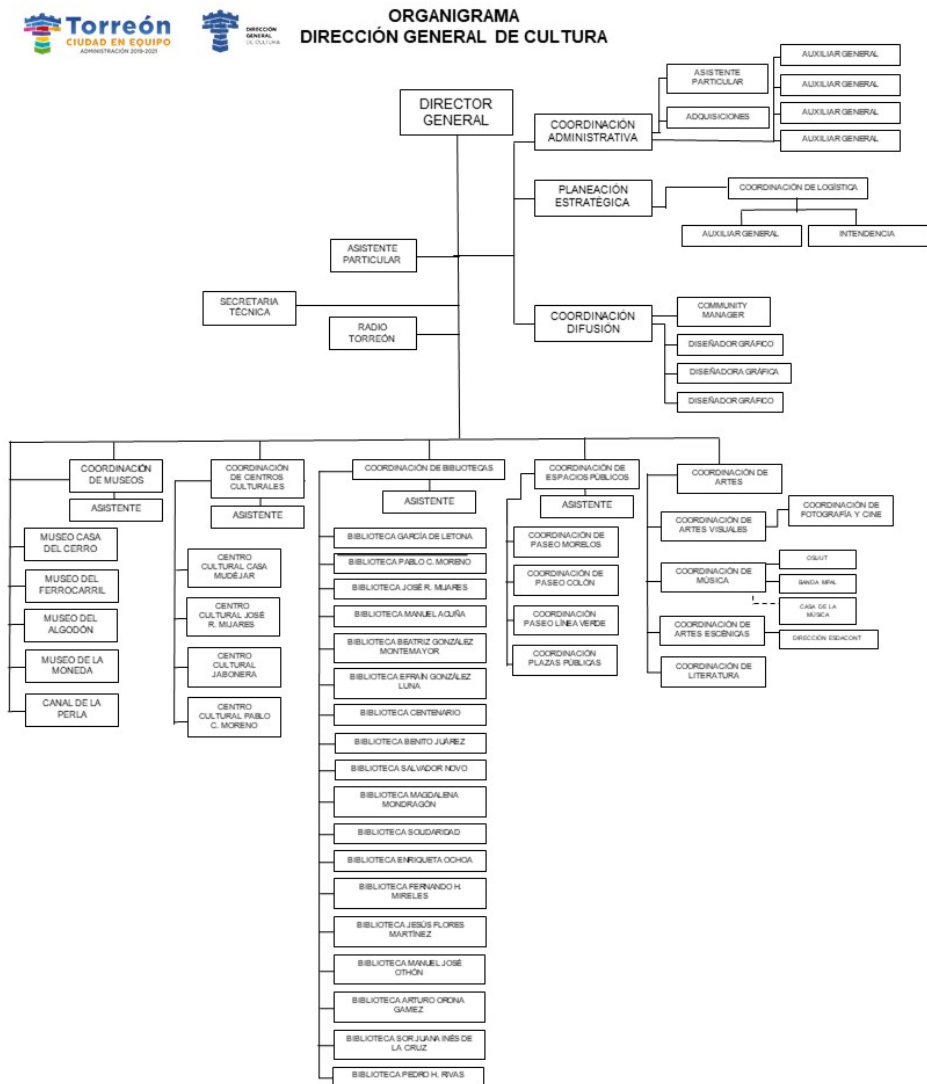 Torreón
CIUDAD EN EQUIPO
ADMINISTRACIÓN 2019-2021
DIRECCIÓN
GENERAL
DE CULTURA
ORGANIGRAMA
DIRECCIÓN GENERAL DE CULTURA
DIRECTOR
GENERAL
COORDINACIÓN
ADMINISTRATIVA
ASISTENTE
PARTICULAR
ADQUISICIONES
AUXILIAR GENERAL
AUXILIAR GENERAL
AUXILIAR GENERAL
AUXILIAR GENERAL
PLANEACIÓN
ESTRATÉGICA
COORDINACIÓN DE LOGÍSTICA
AUXILIAR GENERAL
INTENDENCIA
ASISTENTE
PARTICULAR
SECRETARIA
TÉCNICA
RADIO
TORREÓN
COORDINACIÓN
DIFUSIÓN
COMMUNITY
MANAGER
DISEÑADOR GRÁFICO
DISEÑADORA GRÁFICA
DISEÑADOR GRÁFICO
COORDINACIÓN
DE MUSEOS
ASISTENTE
MUSEO CASA
DEL CERRO
MUSEO DEL
FERROCARRIL
MUSEO DEL
ALGODÓN
MUSEO DE LA
MONEDA
CANAL DE LA
PERLA
COORDINACIÓN
DE CENTROS
CULTURALES
ASISTENTE
CENTRO
CULTURAL CASA
MUDÉJAR
CENTRO
CULTURAL JOSÉ
R. MIJARES
CENTRO
CULTURAL
JABONERA
CENTRO
CULTURAL PABLO
C. MORENO
COORDINACIÓN DE BIBLIOTECAS
ASISTENTE
BIBLIOTECA GARCÍA DE LETONA
BIBLIOTECA PABLO C. MORENO
BIBLIOTECA JOSÉ R. MIJARES
BIBLIOTECA MANUEL ACUÑA
BIBLIOTECA BEATRIZ GONZÁLEZ
MONTEMAYOR
BIBLIOTECA EFRAÍN GONZÁLEZ
LUNA
BIBLIOTECA CENTENARIO
BIBLIOTECA BENITO JUÁREZ
BIBLIOTECA SALVADOR NOVO
BIBLIOTECA MAGDALENA
MONDRAGÓN
BIBLIOTECA SOLIDARIDAD
BIBLIOTECA ENRIQUETA OCHOA
BIBLIOTECA FERNANDO H.
MIRELES
BIBLIOTECA JESÚS FLORES
MARTÍNEZ
BIBLIOTECA MANUEL JOSÉ
OTHÓN
BIBLIOTECA ARTURO
GAMEZ
BIBLIOTECA SOR JUANA INÉS DE
LA CRUZ
BIBLIOTECA PEDRO H. RIVAS
COORDINACIÓN DE
ESPACIOS PÚBLICOS
ASISTENTE
COORDINACIÓN DE
PASEO MORELOS
COORDINACIÓN DE
PASEO COLÓN
COORDINACIÓN
PASEO LÍNEA VERDE
COORDINACIÓN
PLAZAS PÚBLICAS
COORDINACIÓN DE
ARTES
COORDINACIÓN DE
ARTES VISUALES
COORDINACIÓN DE
FOTOGRAFÍA Y CINE
COORDINACIÓN DE
MÚSICA
BANDA MPAL
CASA DE LA
MÚSICA
COORDINACIÓN DE
ARTES ESCÉNICAS
DIRECCIÓN ESDACONT
COORDINACIÓN DE
LITERATURA